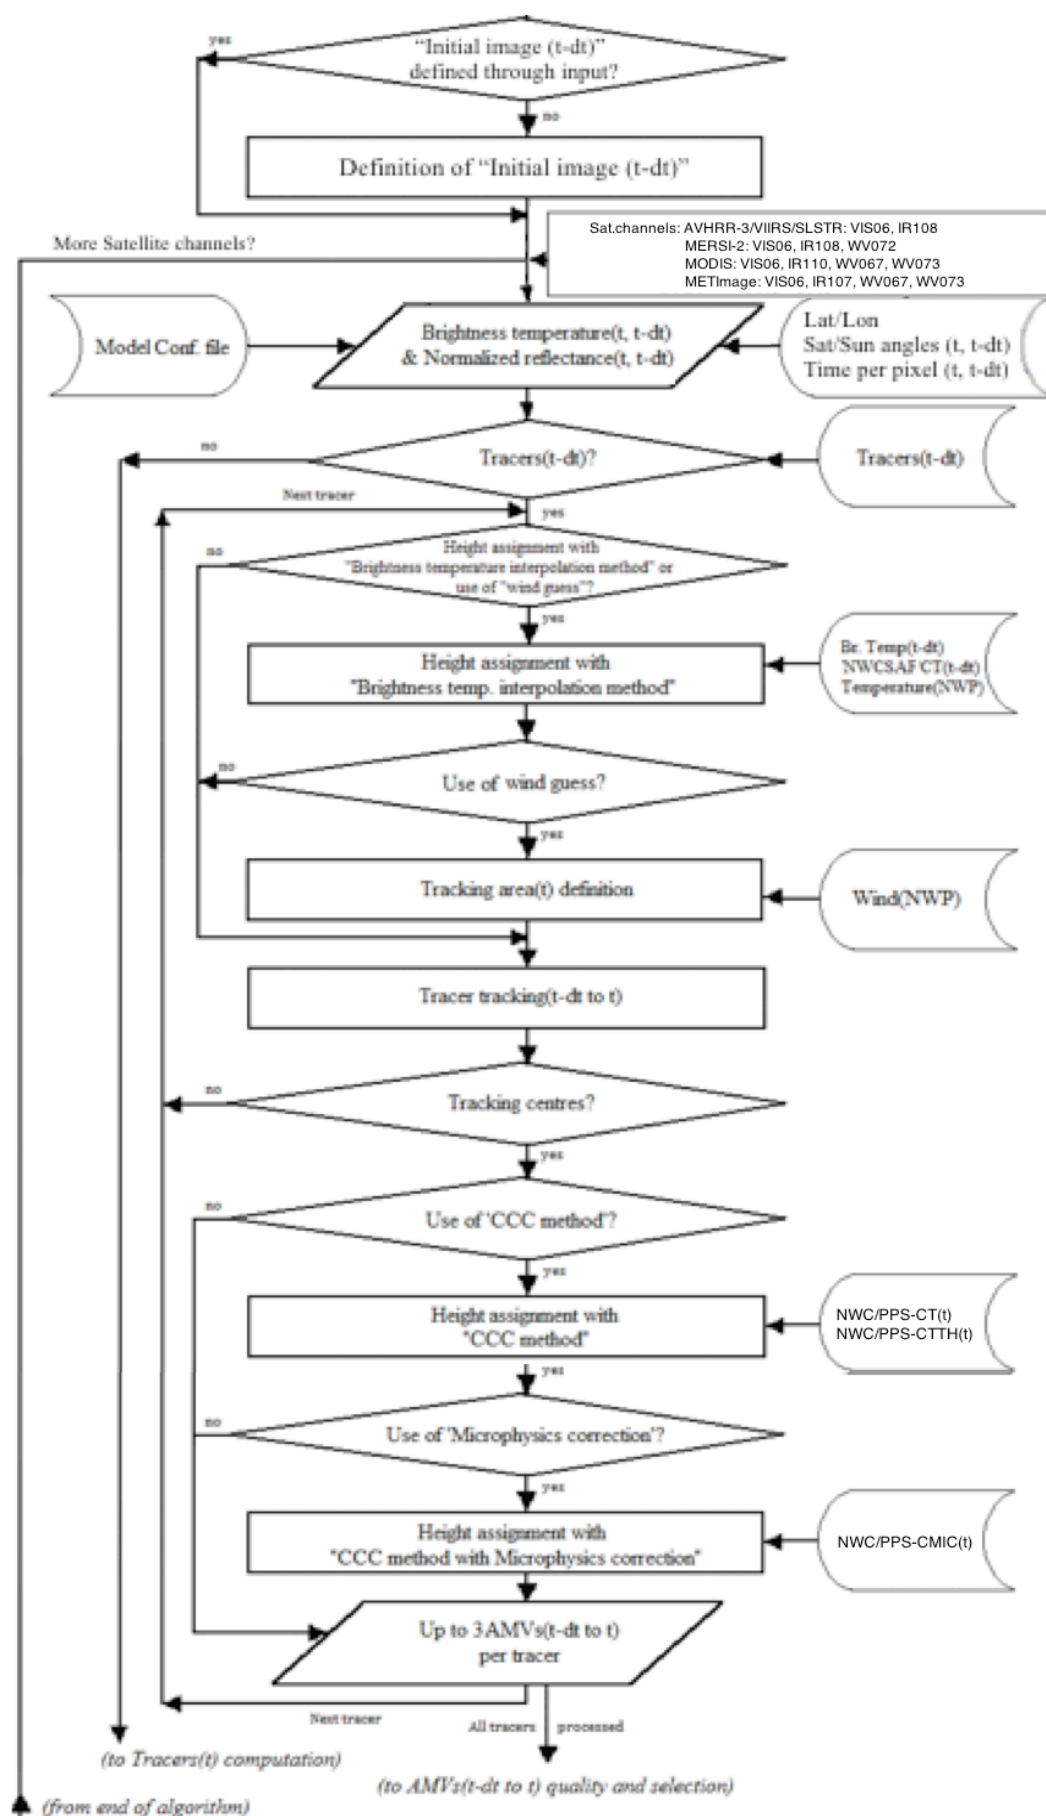 yes
"Initial image (t-dt)"
defined through input?
no
Definition of "Initial image (t-dt)"
More Satellite channels?
Sat.channels: AVHRR-3/VIIRS/SLSTR: VIS06, IR108
MERSI-2: VIS06, IR108, WV072
MODIS: VIS06, IR110, WV067, WV073
METImage: VIS06, IR107, WV067, WV073
Model Conf. file
Brightness temperature(t, t-dt)
& Normalized reflectance(t, t-dt)
Lat/Lon
Sat/Sun angles (t, t-dt)
Time per pixel (t, t-dt)
no
Tracers(t-dt)?
Tracers(t-dt)
Next tracer
yes
no
Height assignment with
"Brightness temperature interpolation method" or
use of "wind guess"?
yes
Height assignment with
"Brightness temp. interpolation method"
Br. Temp(t-dt)
NWCSAF CT(t-dt)
Temperature(NWP)
no
Use of wind guess?
yes
Tracking area(t) definition
Wind(NWP)
Tracer tracking(t-dt to t)
no
Tracking centres?
yes
no
Use of 'CCC method'?
yes
Height assignment with
"CCC method"
NWC/PPS-CT(t)
NWC/PPS-CTTH(t)
yes
no
Use of 'Microphysics correction'?
yes
Height assignment with
"CCC method with Microphysics correction"
NWC/PPS-CMIC(t)
Up to 3AMVs(t-dt to t)
per tracer
Next tracer
All tracers processed
(to Tracers(t) computation)
(to AMVs(t-dt to t) quality and selection)
(from end of algorithm)